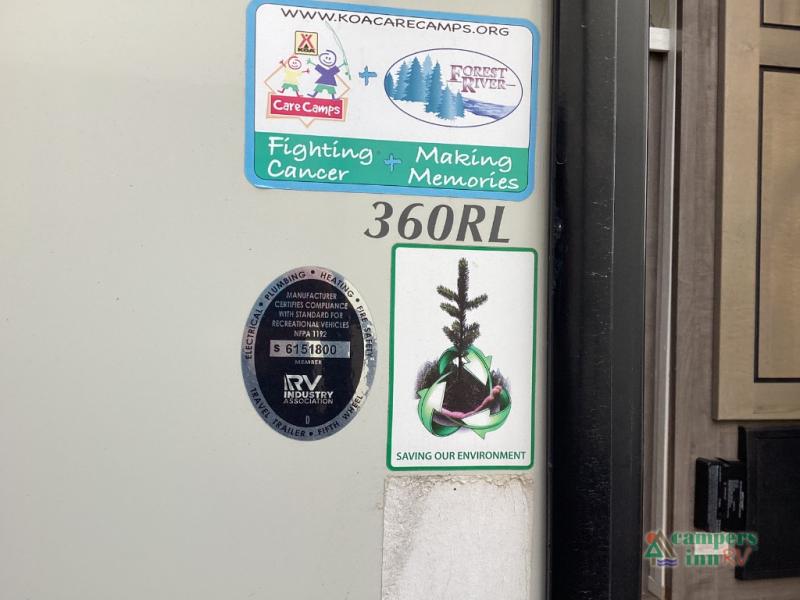 WWW.KOACARECAMPS.ORG
KOA
Care Camps
+
FOREST RIVER
Fighting Cancer
+
Making Memories
360RL
ELECTRICAL • PLUMBING • HEATING • FIRE SAFETY
MANUFACTURER
CERTIFIES COMPLIANCE
WITH STANDARD FOR
RECREATIONAL VEHICLES
NFPA 1192
S 6151800
MEMBER
RV
INDUSTRY
ASSOCIATION
D
TRAVEL TRAILER • FIFTH WHEEL
SAVING OUR ENVIRONMENT
campers
inn RV